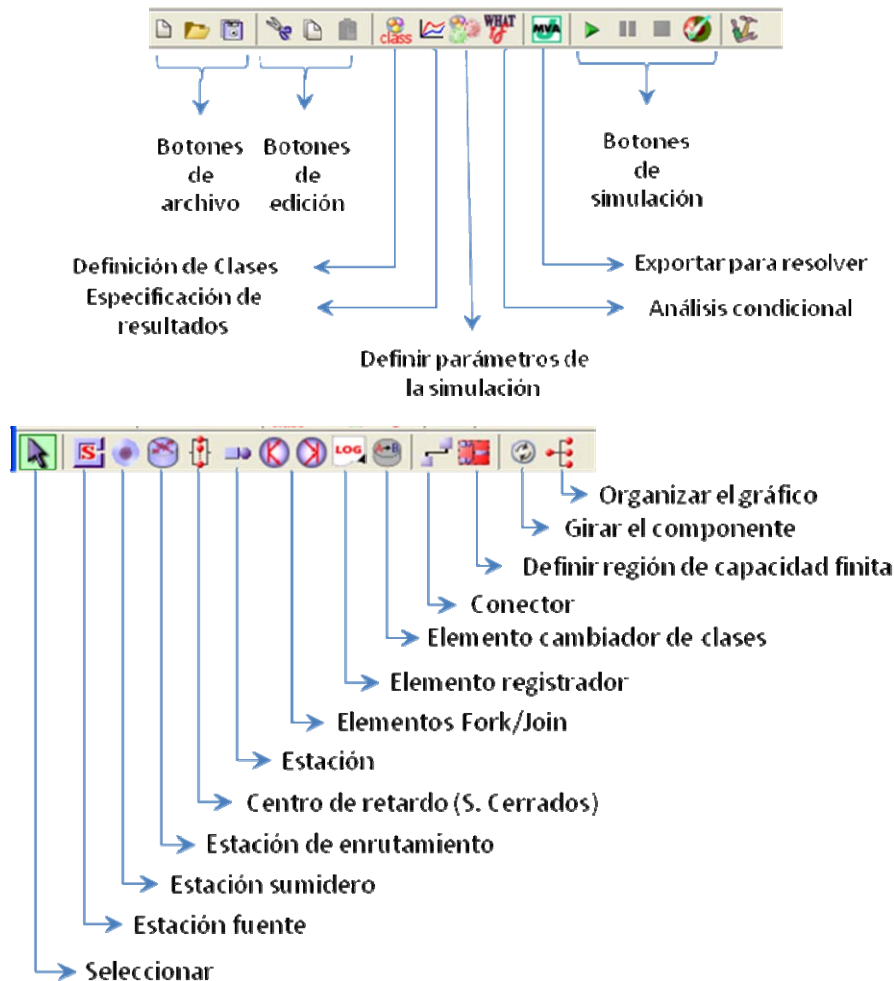 class
WHAT
if
MVA
Botones
de
archivo
Botones
de
edición
Botones
de
simulación
Definición de Clases
Especificación de
resultados
Exportar para resolver
Análisis condicional
Definir parámetros de
la simulación
S
LOG
A→B
Organizar el gráfico
Girar el componente
Definir región de capacidad finita
Conector
Elemento cambiador de clases
Elemento registrador
Elementos Fork/Join
Estación
Centro de retardo (S. Cerrados)
Estación de enrutamiento
Estación sumidero
Estación fuente
Seleccionar